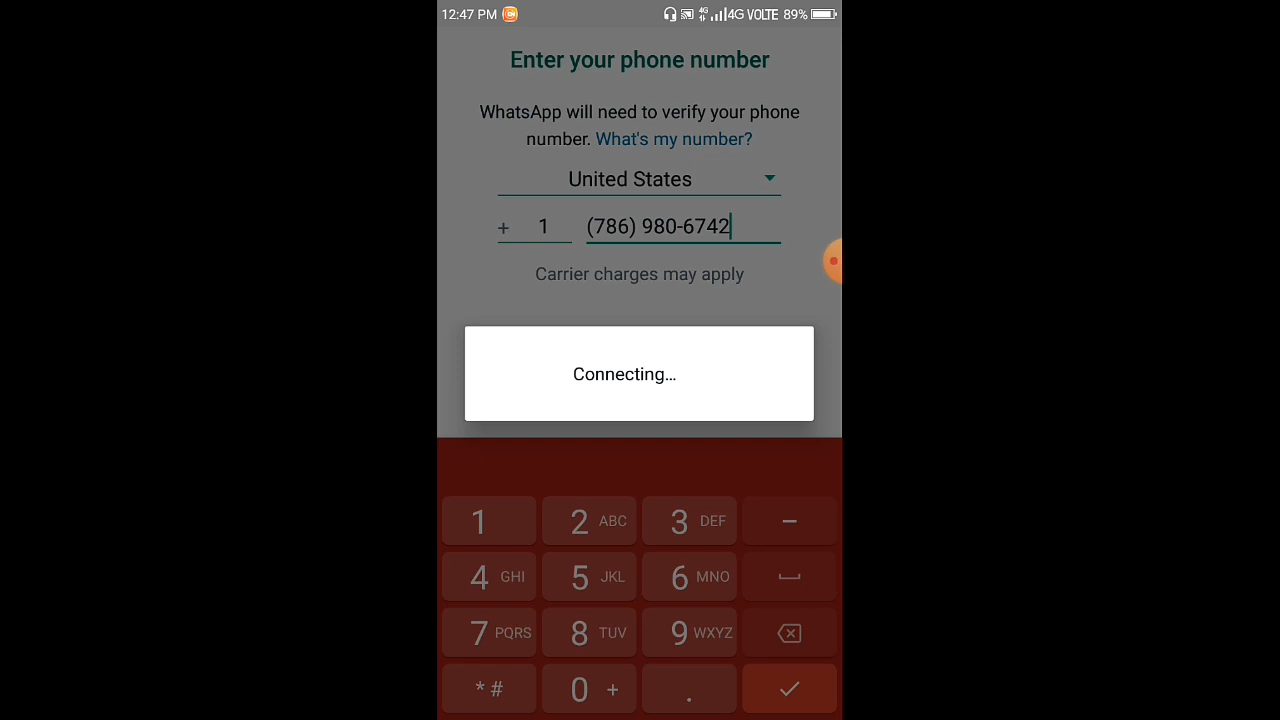 12:47 PM 4G 4G VOLTE 89%
Enter your phone number
WhatsApp will need to verify your phone
number. What's my number?
United States
+ 1 (786) 980-6742
Carrier charges may apply
Connecting...
1 2 ABC 3 DEF –
4 GHI 5 JKL 6 MNO
7 PQRS 8 TUV 9 WXYZ
* # 0 + .